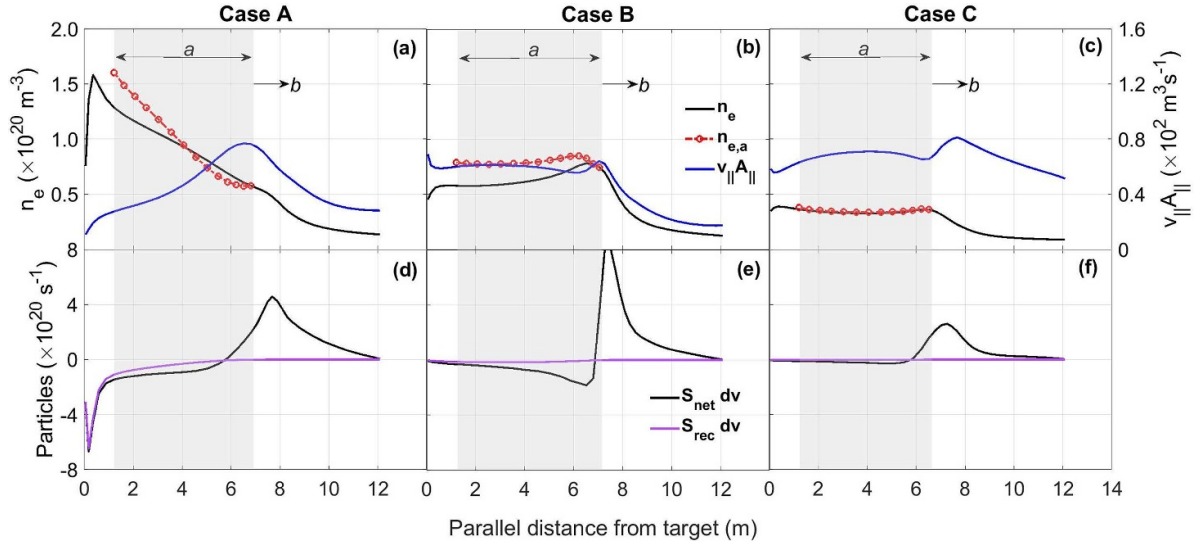 Case A Case B Case C
2.0 1.6
(a) (b) (c)
a a a
1.5 1.2
b b b
n_e
n_e,a
v_||A_||
1.0 0.8
0.5 0.4
0 0
n_e (×10^20 m^-3)
v_||A_|| (×10^2 m^3s^-1)
8
(d) (e) (f)
4
0
S_net dv
S_rec dv
-4
-8
Particles (×10^20 s^-1)
0 2 4 6 8 10 12 0 2 4 6 8 10 12 0 2 4 6 8 10 12 14
Parallel distance from target (m)